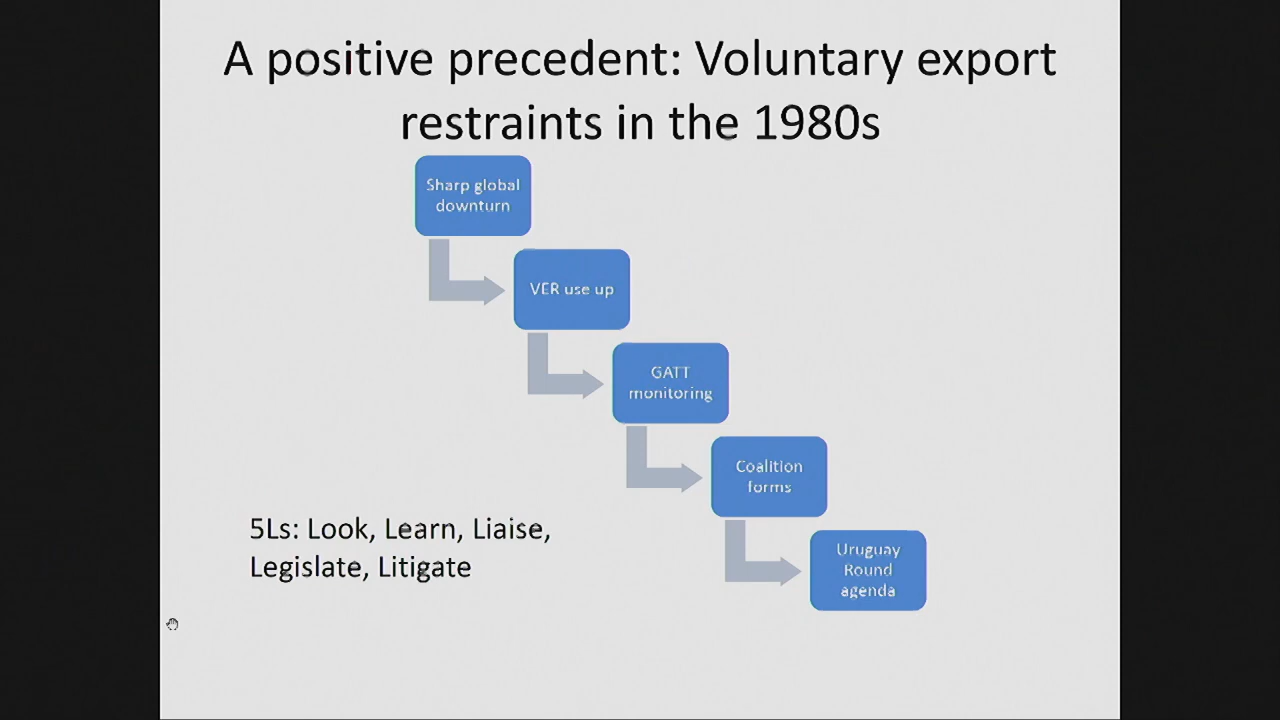 A positive precedent: Voluntary export
restraints in the 1980s
Sharp global
downturn
VER use up
GATT
monitoring
Coalition
forms
Uruguay
Round
agenda
5Ls: Look, Learn, Liaise,
Legislate, Litigate